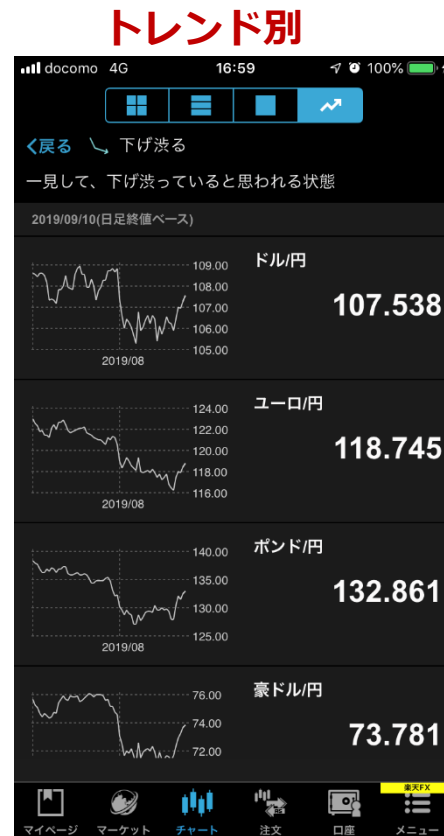 トレンド別
docomo 4G 16:59 100%
戻る 下げ渋る
一見して、下げ渋っていると思われる状態
2019/09/10(日足終値ベース)
ドル/円
109.00
108.00
107.00
106.00
105.00
107.538
2019/08
ユーロ/円
124.00
122.00
120.00
118.00
116.00
118.745
2019/08
ポンド/円
140.00
135.00
130.00
125.00
132.861
2019/08
豪ドル/円
76.00
74.00
72.00
73.781
楽天FX
マイページ マーケット チャート 注文 口座 メニュー